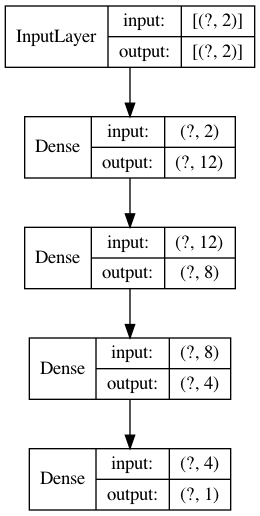 InputLayer
input: [(?, 2)]
output: [(?, 2)]
Dense
input: (?, 2)
output: (?, 12)
Dense
input: (?, 12)
output: (?, 8)
Dense
input: (?, 8)
output: (?, 4)
Dense
input: (?, 4)
output: (?, 1)